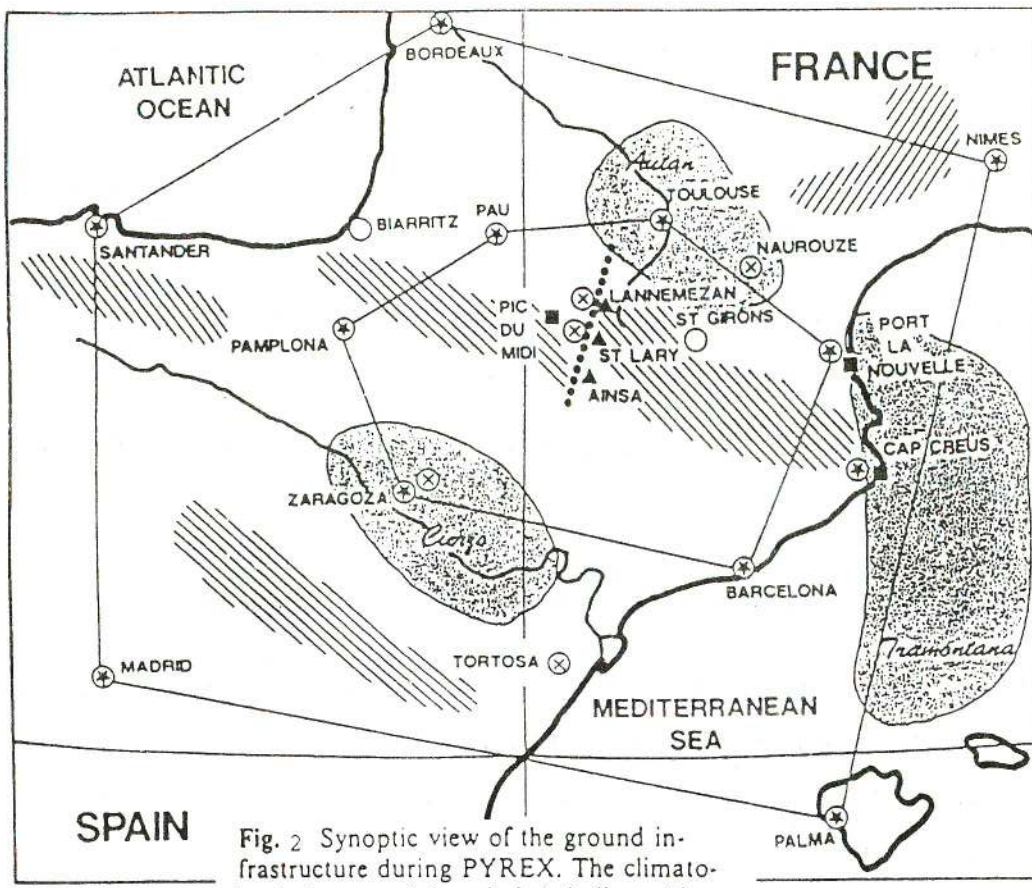 BORDEAUX
ATLANTIC
OCEAN
FRANCE
NIMES
Autan
TOULOUSE
PAU
BIARRITZ
SANTANDER
NAUROUZE
LANNEMEZAN
PIC
DU
MIDI
ST GIRONS
PORT
LA
NOUVELLE
PAMPLONA
ST LARY
AINSA
CAP CREUS
ZARAGOZA
Cierzo
BARCELONA
TORTOSA
MADRID
Tramontana
MEDITERRANEAN
SEA
SPAIN
PALMA
Fig. 2 Synoptic view of the ground in-
frastructure during PYREX. The climato-